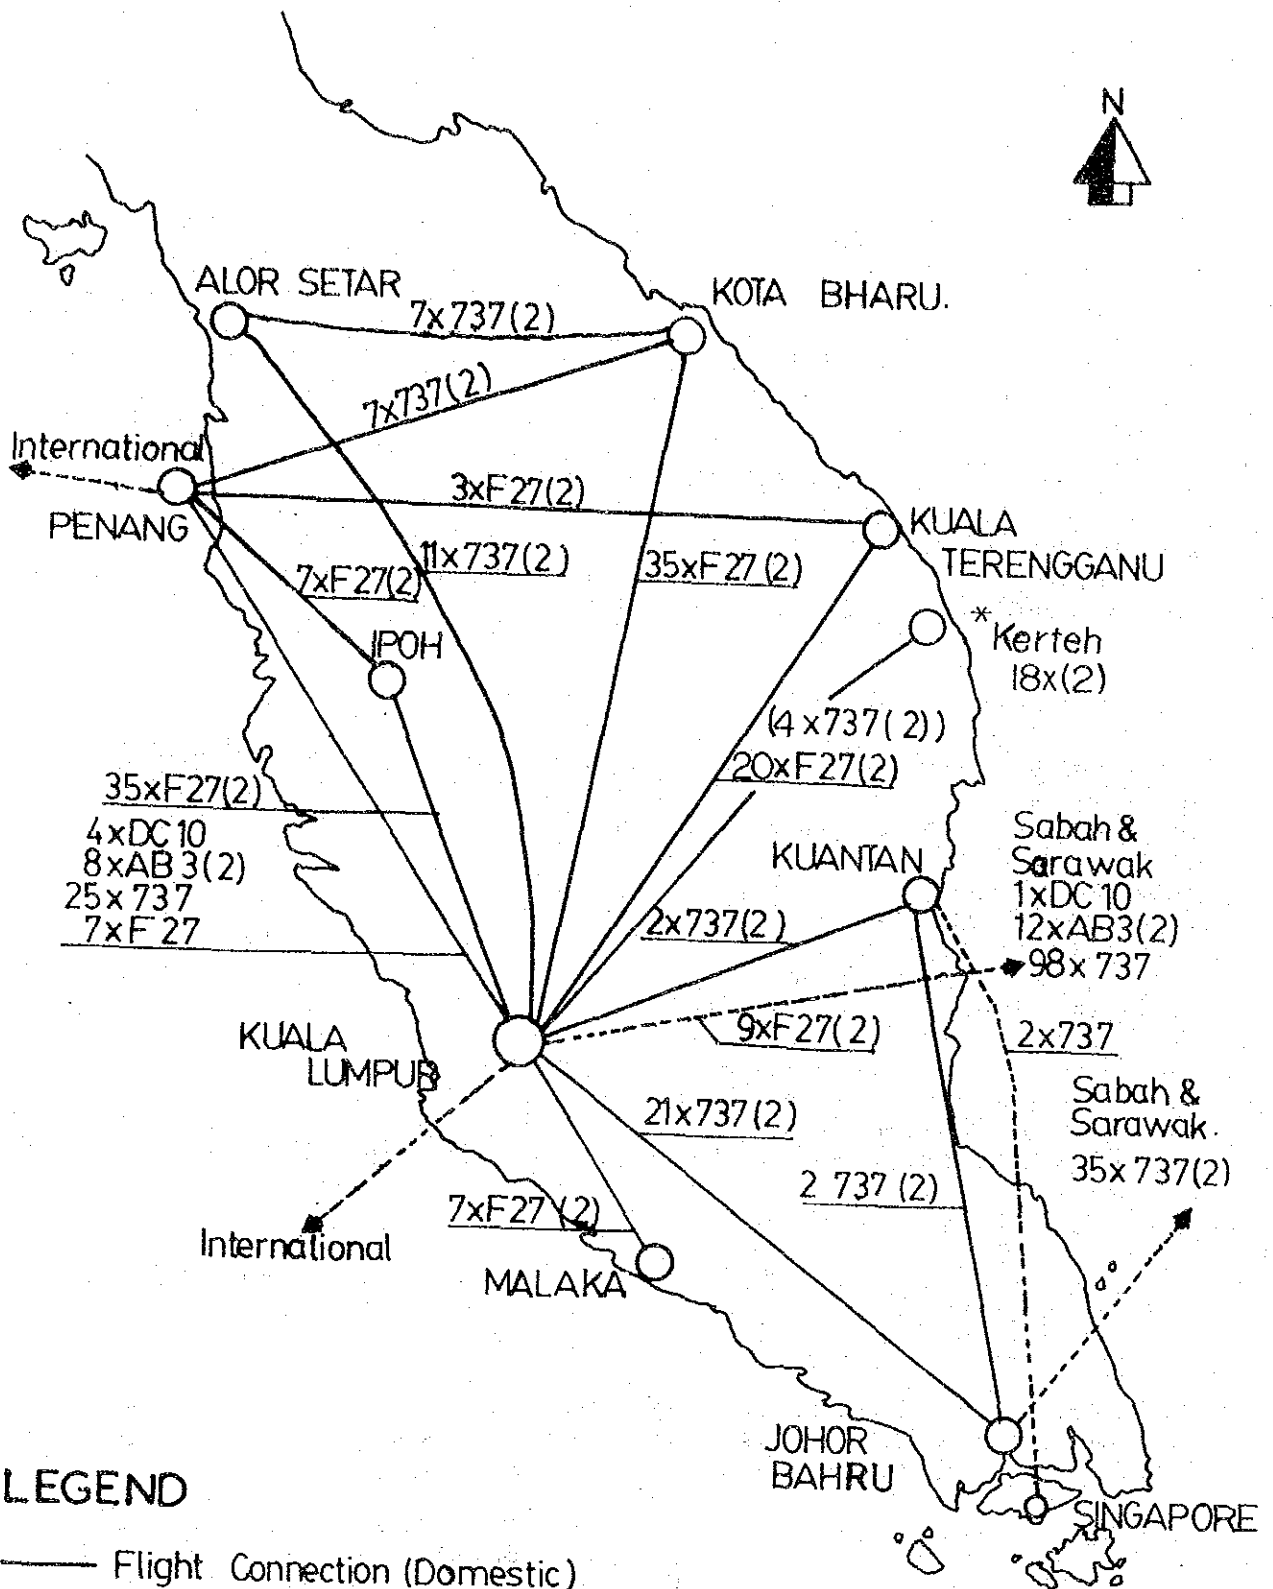 N
ALOR SETAR
KOTA BHARU.
7x737(2)
7x737(2)
International
PENANG
3xF27(2)
KUALA
TERENGGANU
11x737(2)
35xF27(2)
7xF27(2)
IPOH
*Kerteh
18x(2)
(4x737(2))
20xF27(2)
35xF27(2)
4xDC10
8xAB3(2)
25x737
7xF27
KUANTAN
Sabah &
Sarawak
1xDC10
12xAB3(2)
98x737
2x737(2)
9xF27(2)
2x737
KUALA
LUMPUR
21x737(2)
Sabah &
Sarawak.
35x737(2)
2 737(2)
7xF27(2)
International
MALAKA
JOHOR
BAHRU
SINGAPORE
LEGEND
Flight Connection (Domestic)